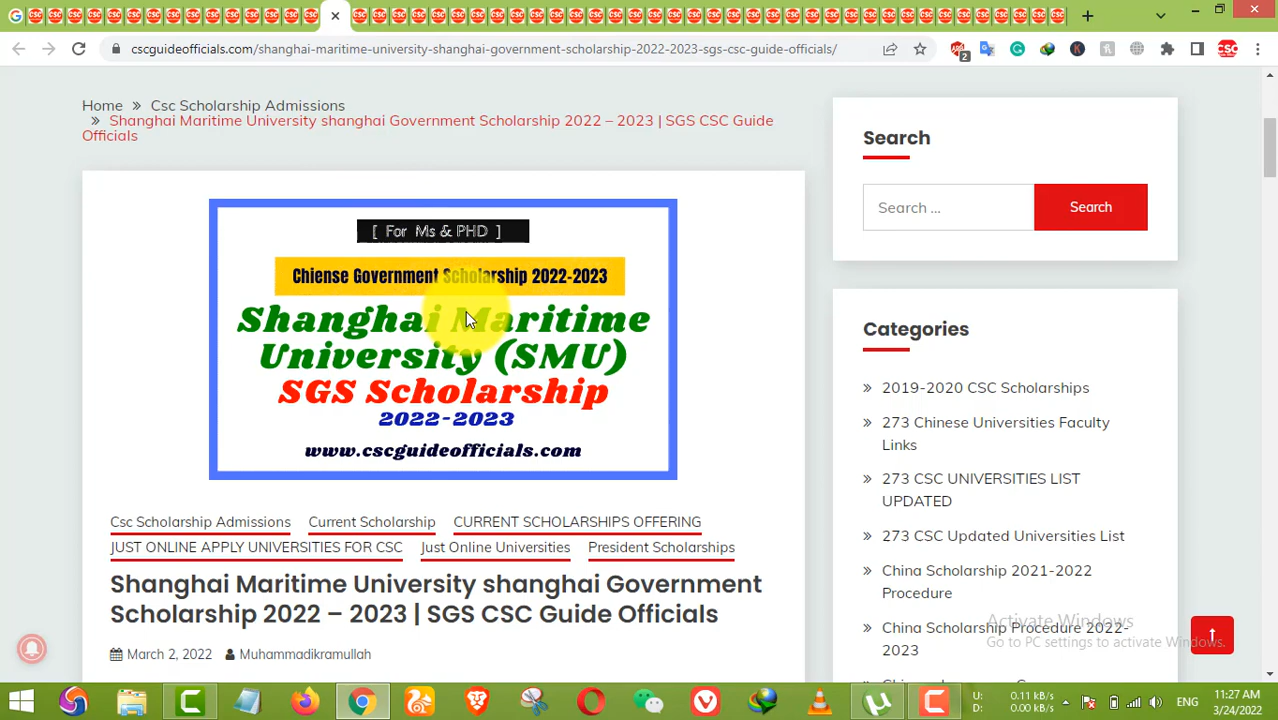 cscguideofficials.com/shanghai-maritime-university-shanghai-government-scholarship-2022-2023-sgs-csc-guide-officials/
2
Home » Csc Scholarship Admissions
» Shanghai Maritime University shanghai Government Scholarship 2022 – 2023 | SGS CSC Guide
Officials
[ For Ms & PHD ]
Chiense Government Scholarship 2022-2023
Shanghai Maritime
University (SMU)
SGS Scholarship
2022-2023
www.cscguideofficials.com
Csc Scholarship Admissions Current Scholarship CURRENT SCHOLARSHIPS OFFERING
JUST ONLINE APPLY UNIVERSITIES FOR CSC Just Online Universities President Scholarships
Shanghai Maritime University shanghai Government
Scholarship 2022 – 2023 | SGS CSC Guide Officials
March 2, 2022 Muhammadikramullah
Search
Search ...
Search
Categories
» 2019-2020 CSC Scholarships
» 273 Chinese Universities Faculty
Links
» 273 CSC UNIVERSITIES LIST
UPDATED
» 273 CSC Updated Universities List
» China Scholarship 2021-2022
Procedure
» China Scholarship Procedure 2022-
2023
Activate Windows
Go to PC settings to activate Windows.
U: 0.11 kB/s
D: 0.00 kB/s
ENG
11:27 AM
3/24/2022